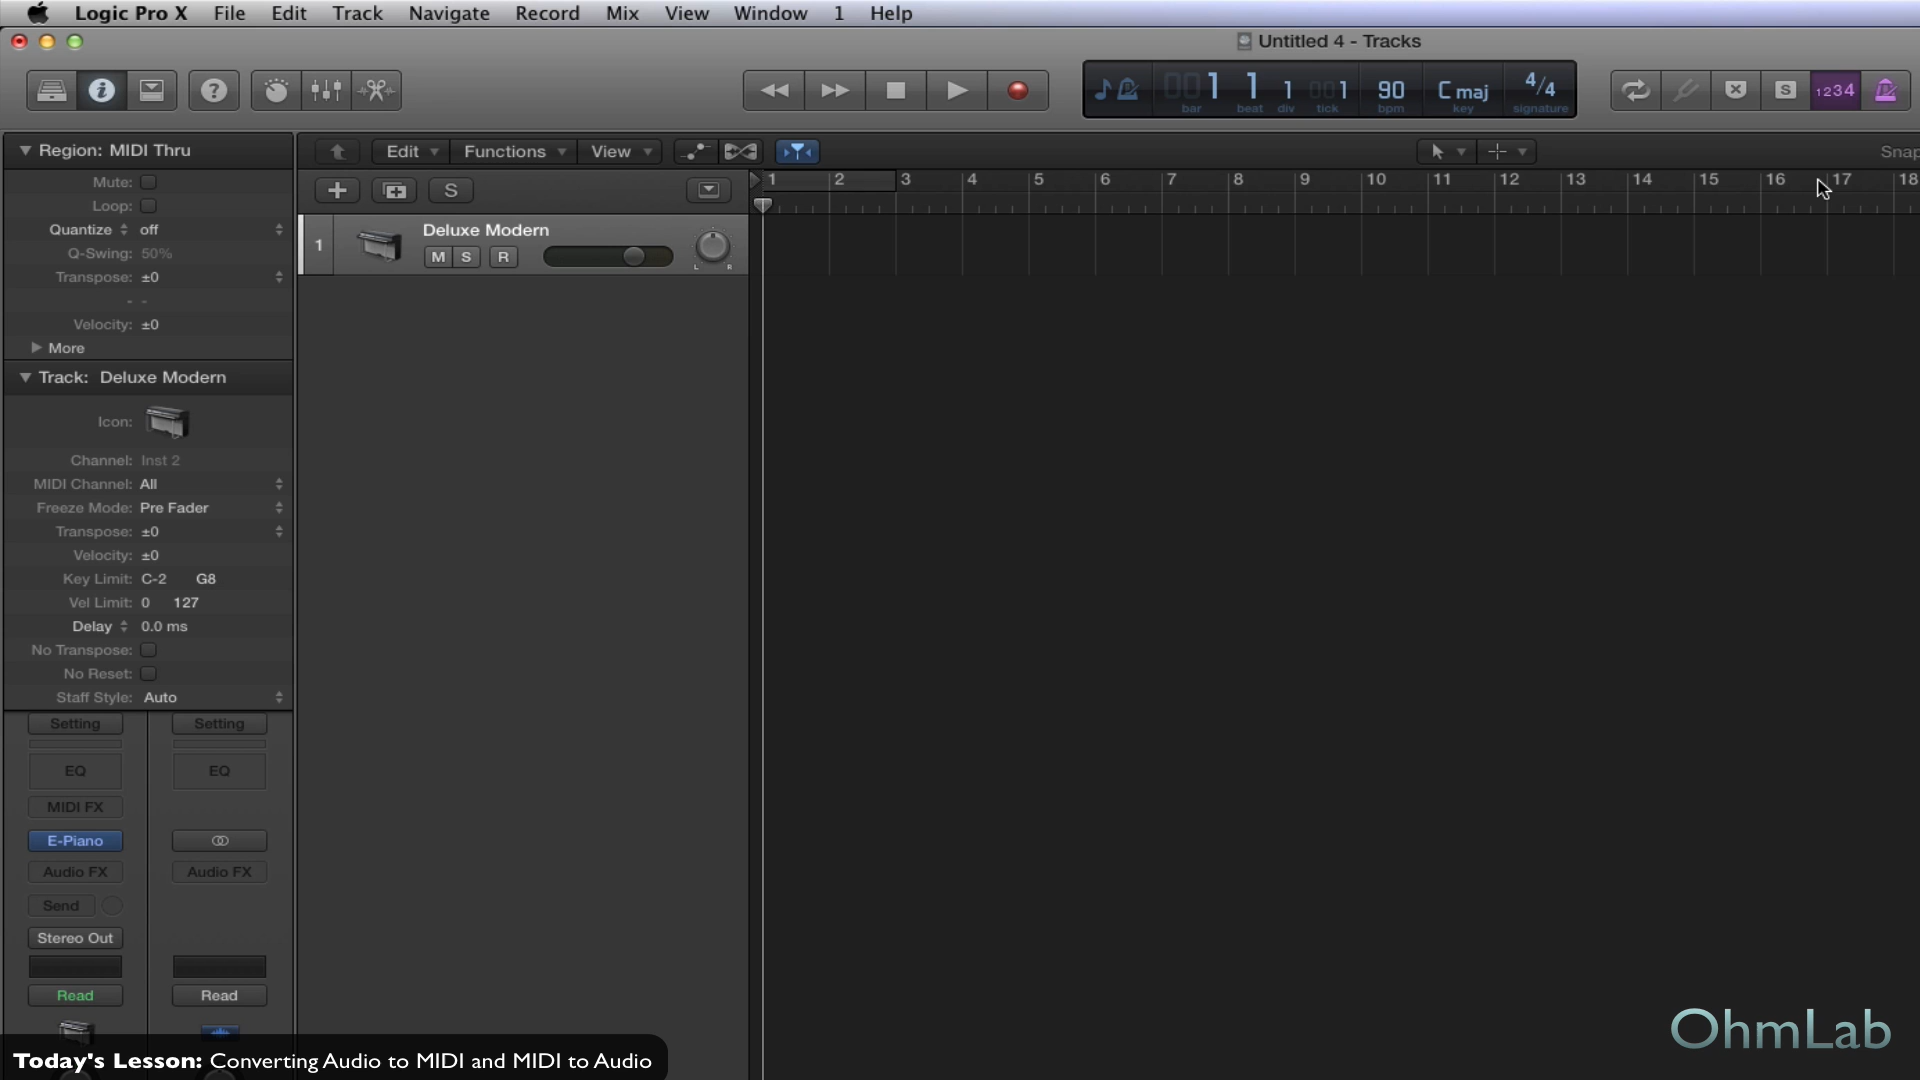 Logic Pro X File Edit Track Navigate Record Mix View Window 1 Help
Untitled 4 - Tracks
001 1 1 001 90 C maj 4/4
bar beat div tick bpm key signature
S 1234
Region: MIDI Thru
Edit Functions View
Snap
Mute:
Loop:
Quantize off
Q-Swing: 50%
Transpose: ±0
- -
Velocity: ±0
More
S
1 2 3 4 5 6 7 8 9 10 11 12 13 14 15 16 17 18
1
Deluxe Modern
M S R
L R
Track: Deluxe Modern
Icon:
Channel: Inst 2
MIDI Channel: All
Freeze Mode: Pre Fader
Transpose: ±0
Velocity: ±0
Key Limit: C-2 G8
Vel Limit: 0 127
Delay 0.0 ms
No Transpose:
No Reset:
Staff Style: Auto
Setting Setting
EQ EQ
MIDI FX
E-Piano
Audio FX Audio FX
Send
Stereo Out
Read Read
OhmLab
Today's Lesson: Converting Audio to MIDI and MIDI to Audio